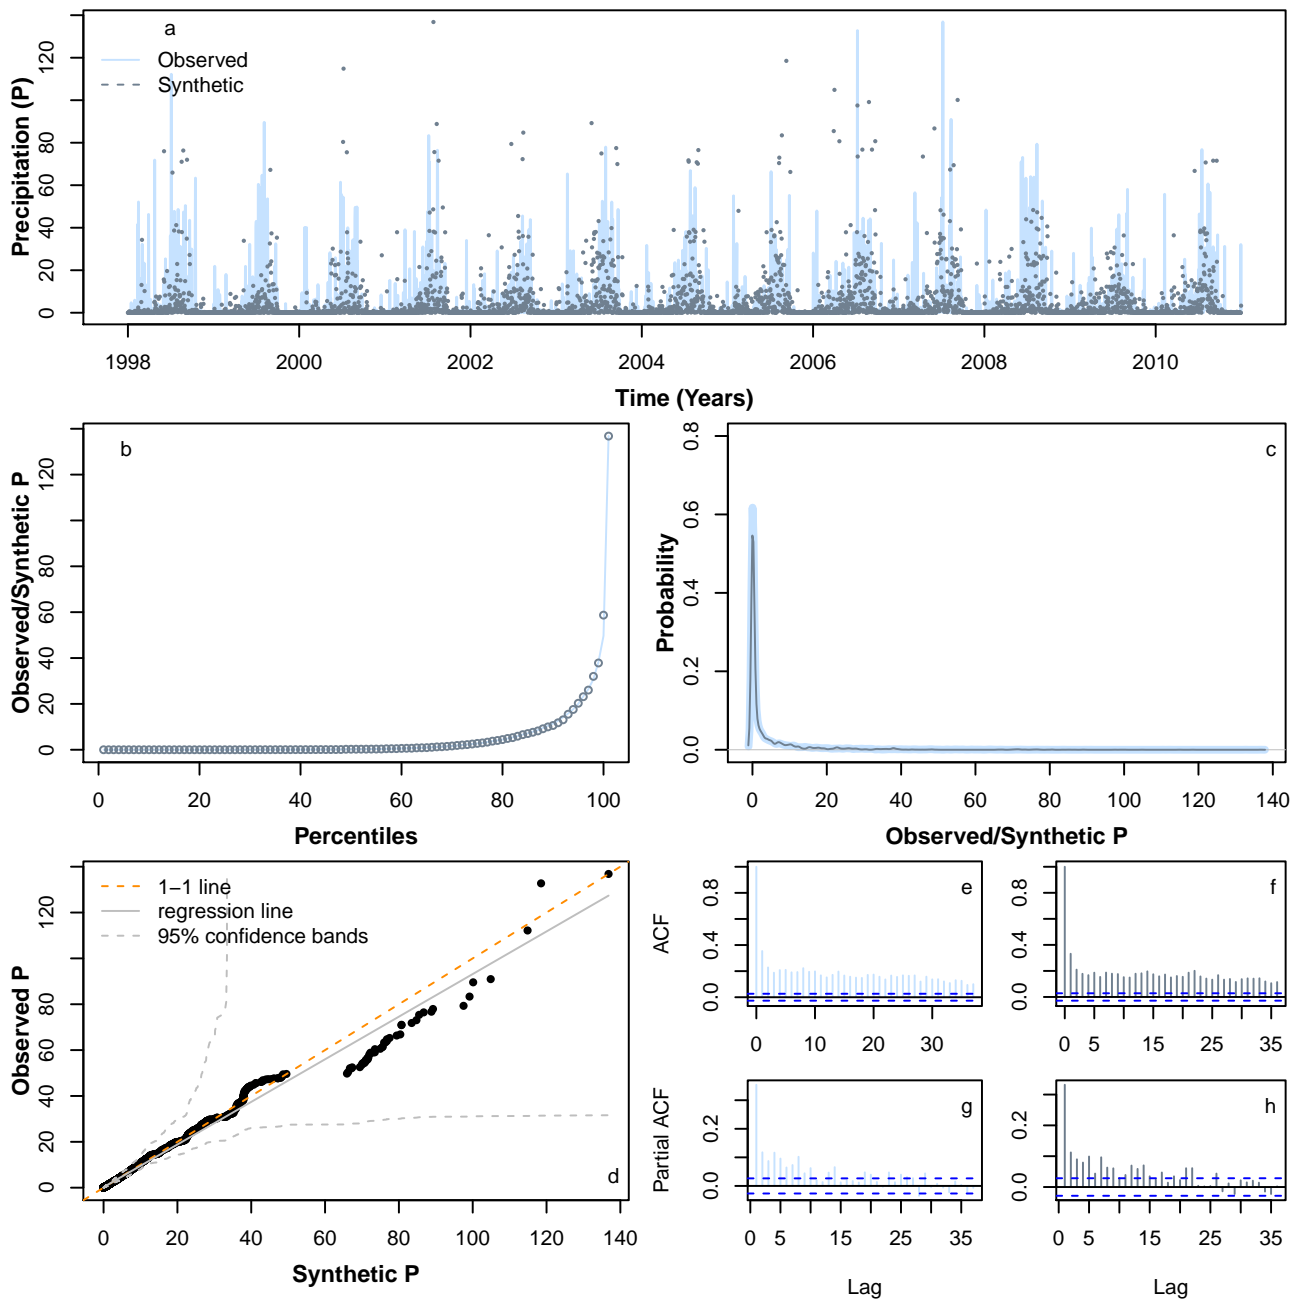 a
Observed
Synthetic
Precipitation (P)
0 20 40 60 80 120
1998 2000 2002 2004 2006 2008 2010
Time (Years)
b
Observed/Synthetic P
0 20 40 60 80 120
0 20 40 60 80 100
Percentiles
c
Probability
0.0 0.2 0.4 0.6 0.8
0 20 40 60 80 100 120 140
Observed/Synthetic P
1–1 line
regression line
95% confidence bands
d
Observed P
0 20 40 60 80 120
0 20 40 60 80 100 120 140
Synthetic P
e
ACF
0.0 0.4 0.8
0 10 20 30
f
0.0 0.4 0.8
0 5 15 25 35
g
Partial ACF
0.0 0.2
0 5 15 25 35
Lag
h
0.0 0.2
0 5 15 25 35
Lag